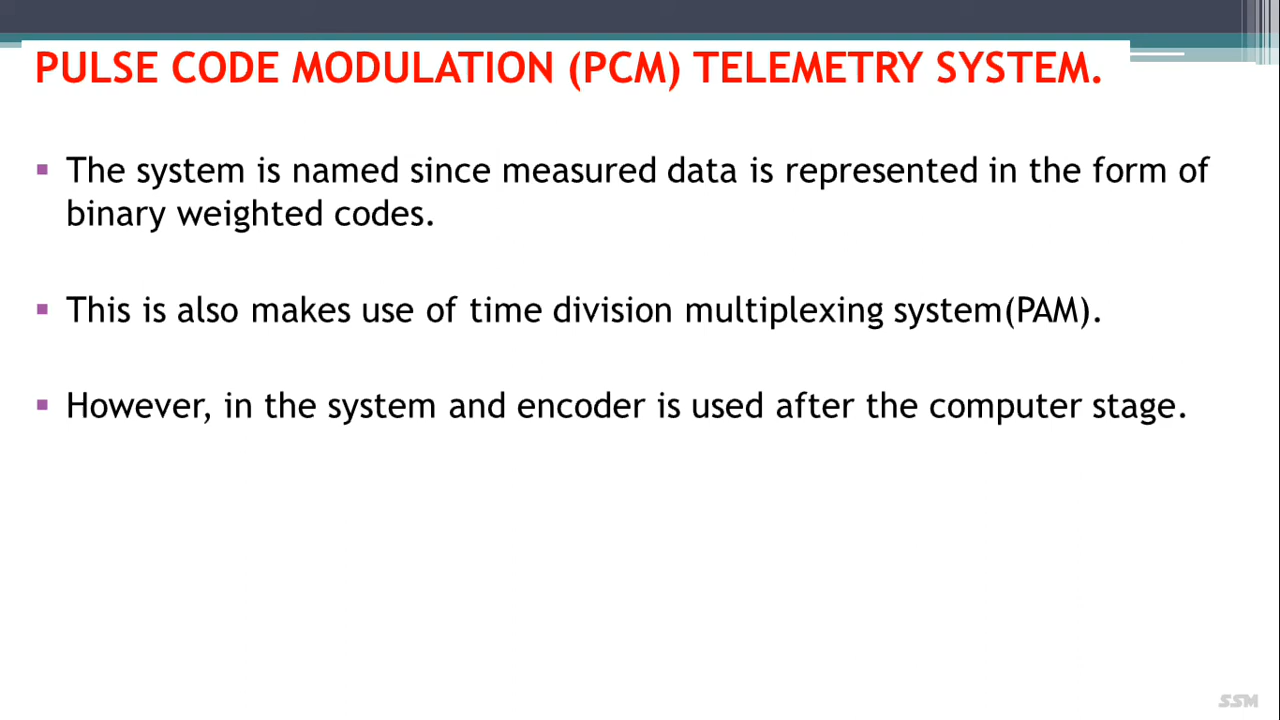 PULSE CODE MODULATION (PCM) TELEMETRY SYSTEM.
▪ The system is named since measured data is represented in the form of
binary weighted codes.
▪ This is also makes use of time division multiplexing system(PAM).
▪ However, in the system and encoder is used after the computer stage.
SSM